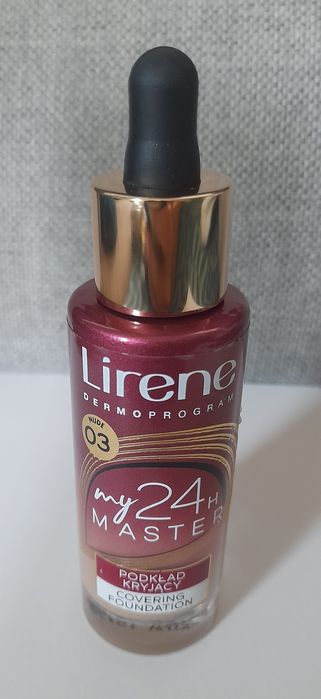 Lirene
DERMOPROGRAM
NUDE
03
my 24H
MASTER
PODKŁAD
KRYJĄCY
COVERING
FOUNDATION